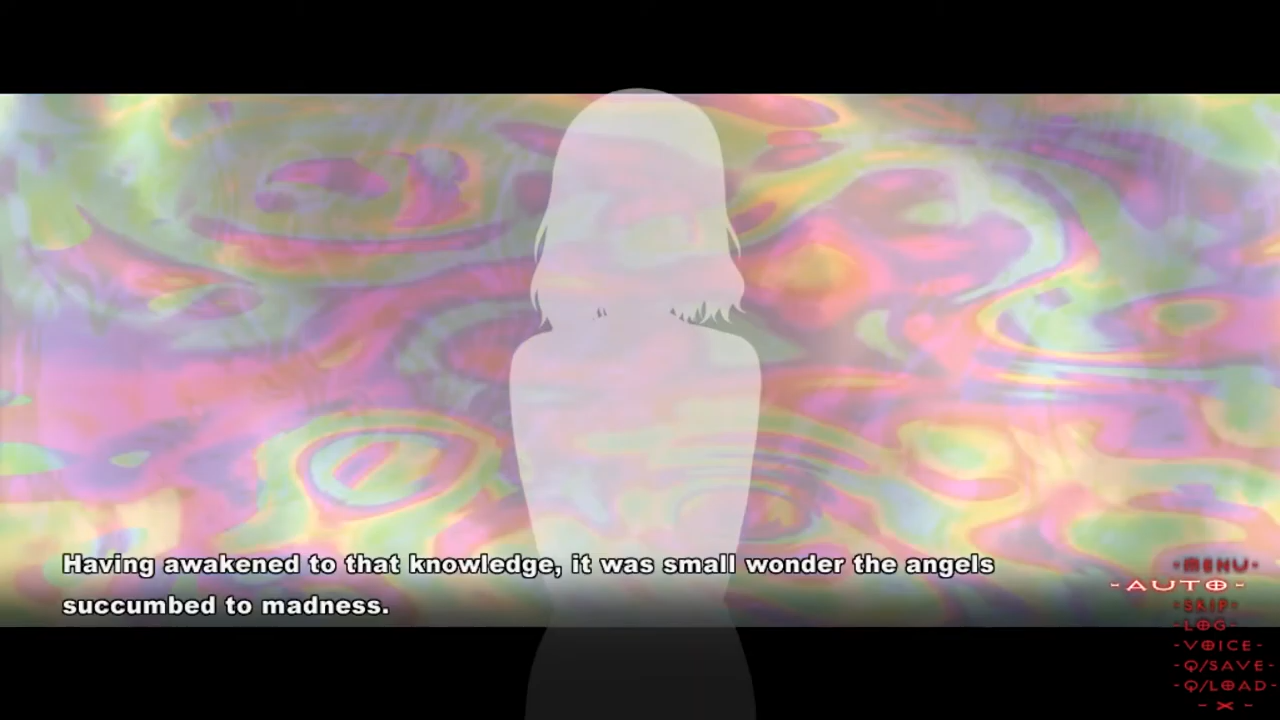 Having awakened to that knowledge, it was small wonder the angels
succumbed to madness.
-MENU-
-AUTO-
-SKIP-
-LOG-
-VOICE-
-Q/SAVE-
-Q/LOAD-
-X-